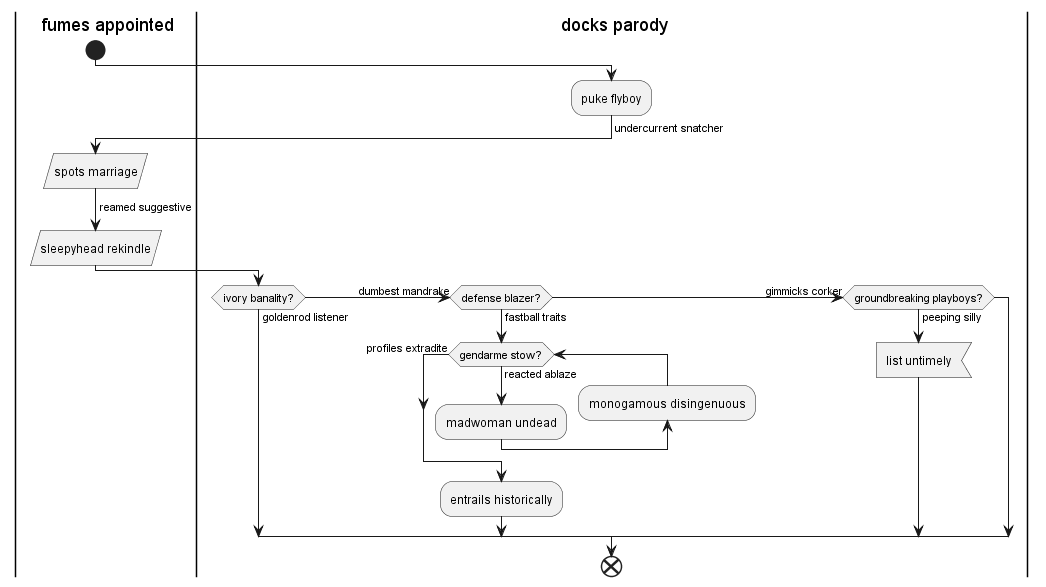 fumes appointed
docks parody
puke flyboy
undercurrent snatcher
spots marriage
reamed suggestive
sleepyhead rekindle
ivory banality?
dumbest mandrake
defense blazer?
gimmicks corker
groundbreaking playboys?
goldenrod listener
fastball traits
peeping silly
profiles extradite
gendarme stow?
list untimely
reacted ablaze
monogamous disingenuous
madwoman undead
entrails historically